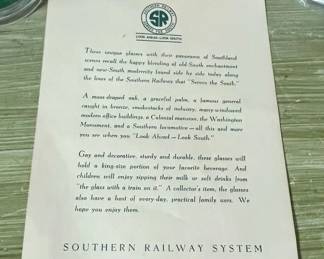 SR
LOOK AHEAD-LOOK SOUTH
These unique glasses with their panorama of Southland
scenes recall the happy blending of old-South enchantment
and new-South modernity found side by side today along
the lines of the Southern Railway that "Serves the South."
A moss-draped oak, a graceful palm, a famous general
caught in bronze, smokestacks of industry, many-windowed
modern office buildings, a Colonial mansion, the Washington
Monument, and a Southern locomotive—all this and more
you see when you "Look Ahead—Look South."
Gay and decorative, sturdy and durable, these glasses will
hold a king-size portion of your favorite beverage. And
children will enjoy sipping their milk or soft drinks from
"the glass with a train on it." A collector's item, the glasses
also have a host of every-day, practical family uses. We
hope you enjoy them.
SOUTHERN RAILWAY SYSTEM